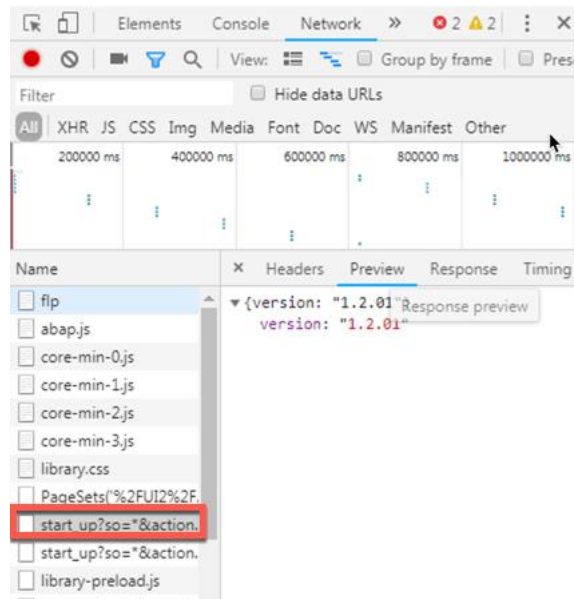 Elements Console Network » 2 2
View: Group by frame Pres
Filter Hide data URLs
All XHR JS CSS Img Media Font Doc WS Manifest Other
200000 ms 400000 ms 600000 ms 800000 ms 1000000 ms
Name × Headers Preview Response Timing
flp
abap.js
core-min-0.js
core-min-1.js
core-min-2.js
core-min-3.js
library.css
PageSets('%2FUI2%2F.
start_up?so=*&action.
start_up?so=*&action.
library-preload.js
▼{version: "1.2.01"
version: "1.2.01"
Response preview